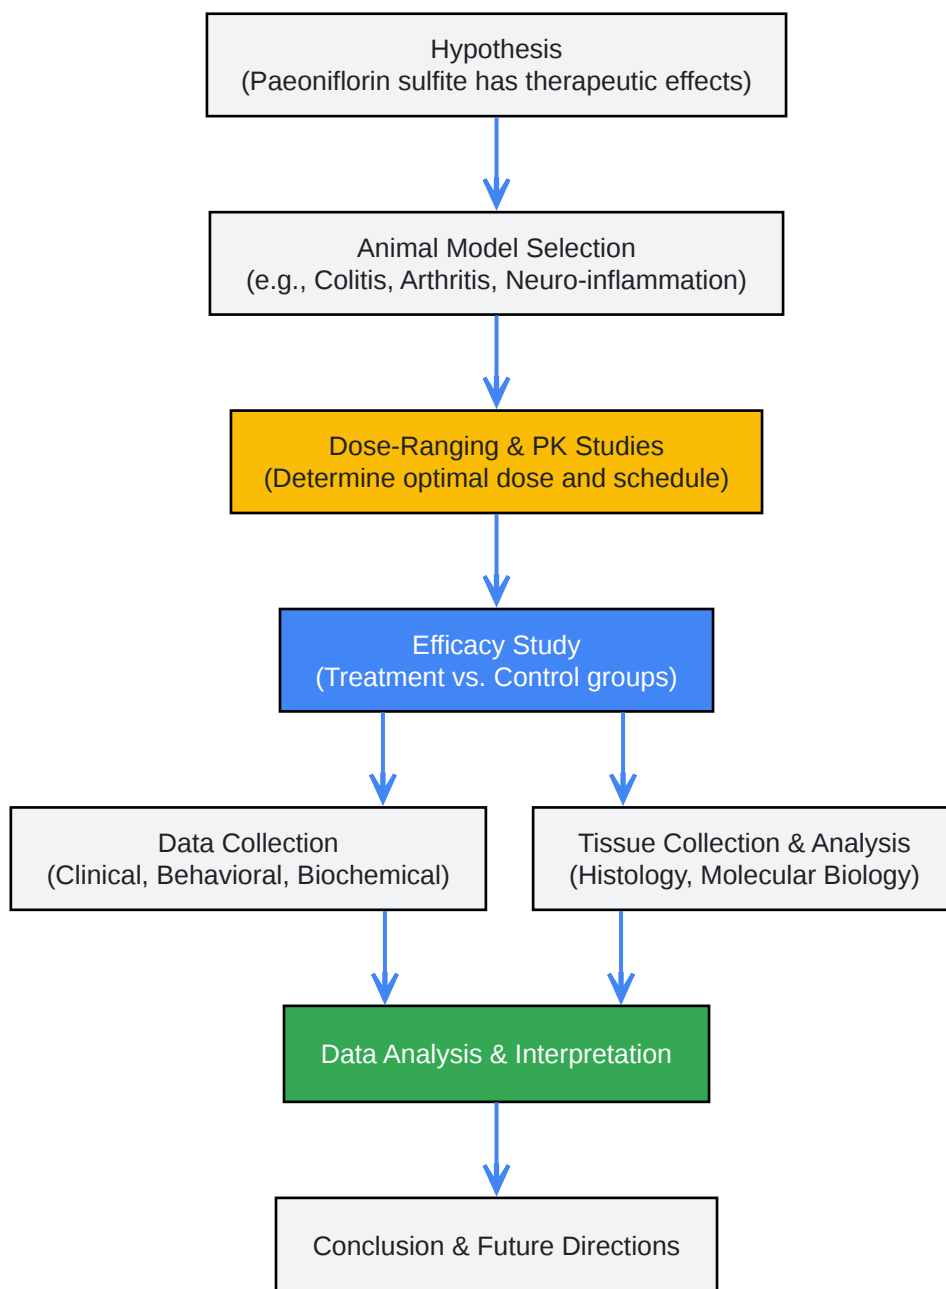 Hypothesis
(Paeoniflorin sulfite has therapeutic effects)
Animal Model Selection
(e.g., Colitis, Arthritis, Neuro-inflammation)
Dose-Ranging & PK Studies
(Determine optimal dose and schedule)
Efficacy Study
(Treatment vs. Control groups)
Data Collection
(Clinical, Behavioral, Biochemical)
Tissue Collection & Analysis
(Histology, Molecular Biology)
Data Analysis & Interpretation
Conclusion & Future Directions